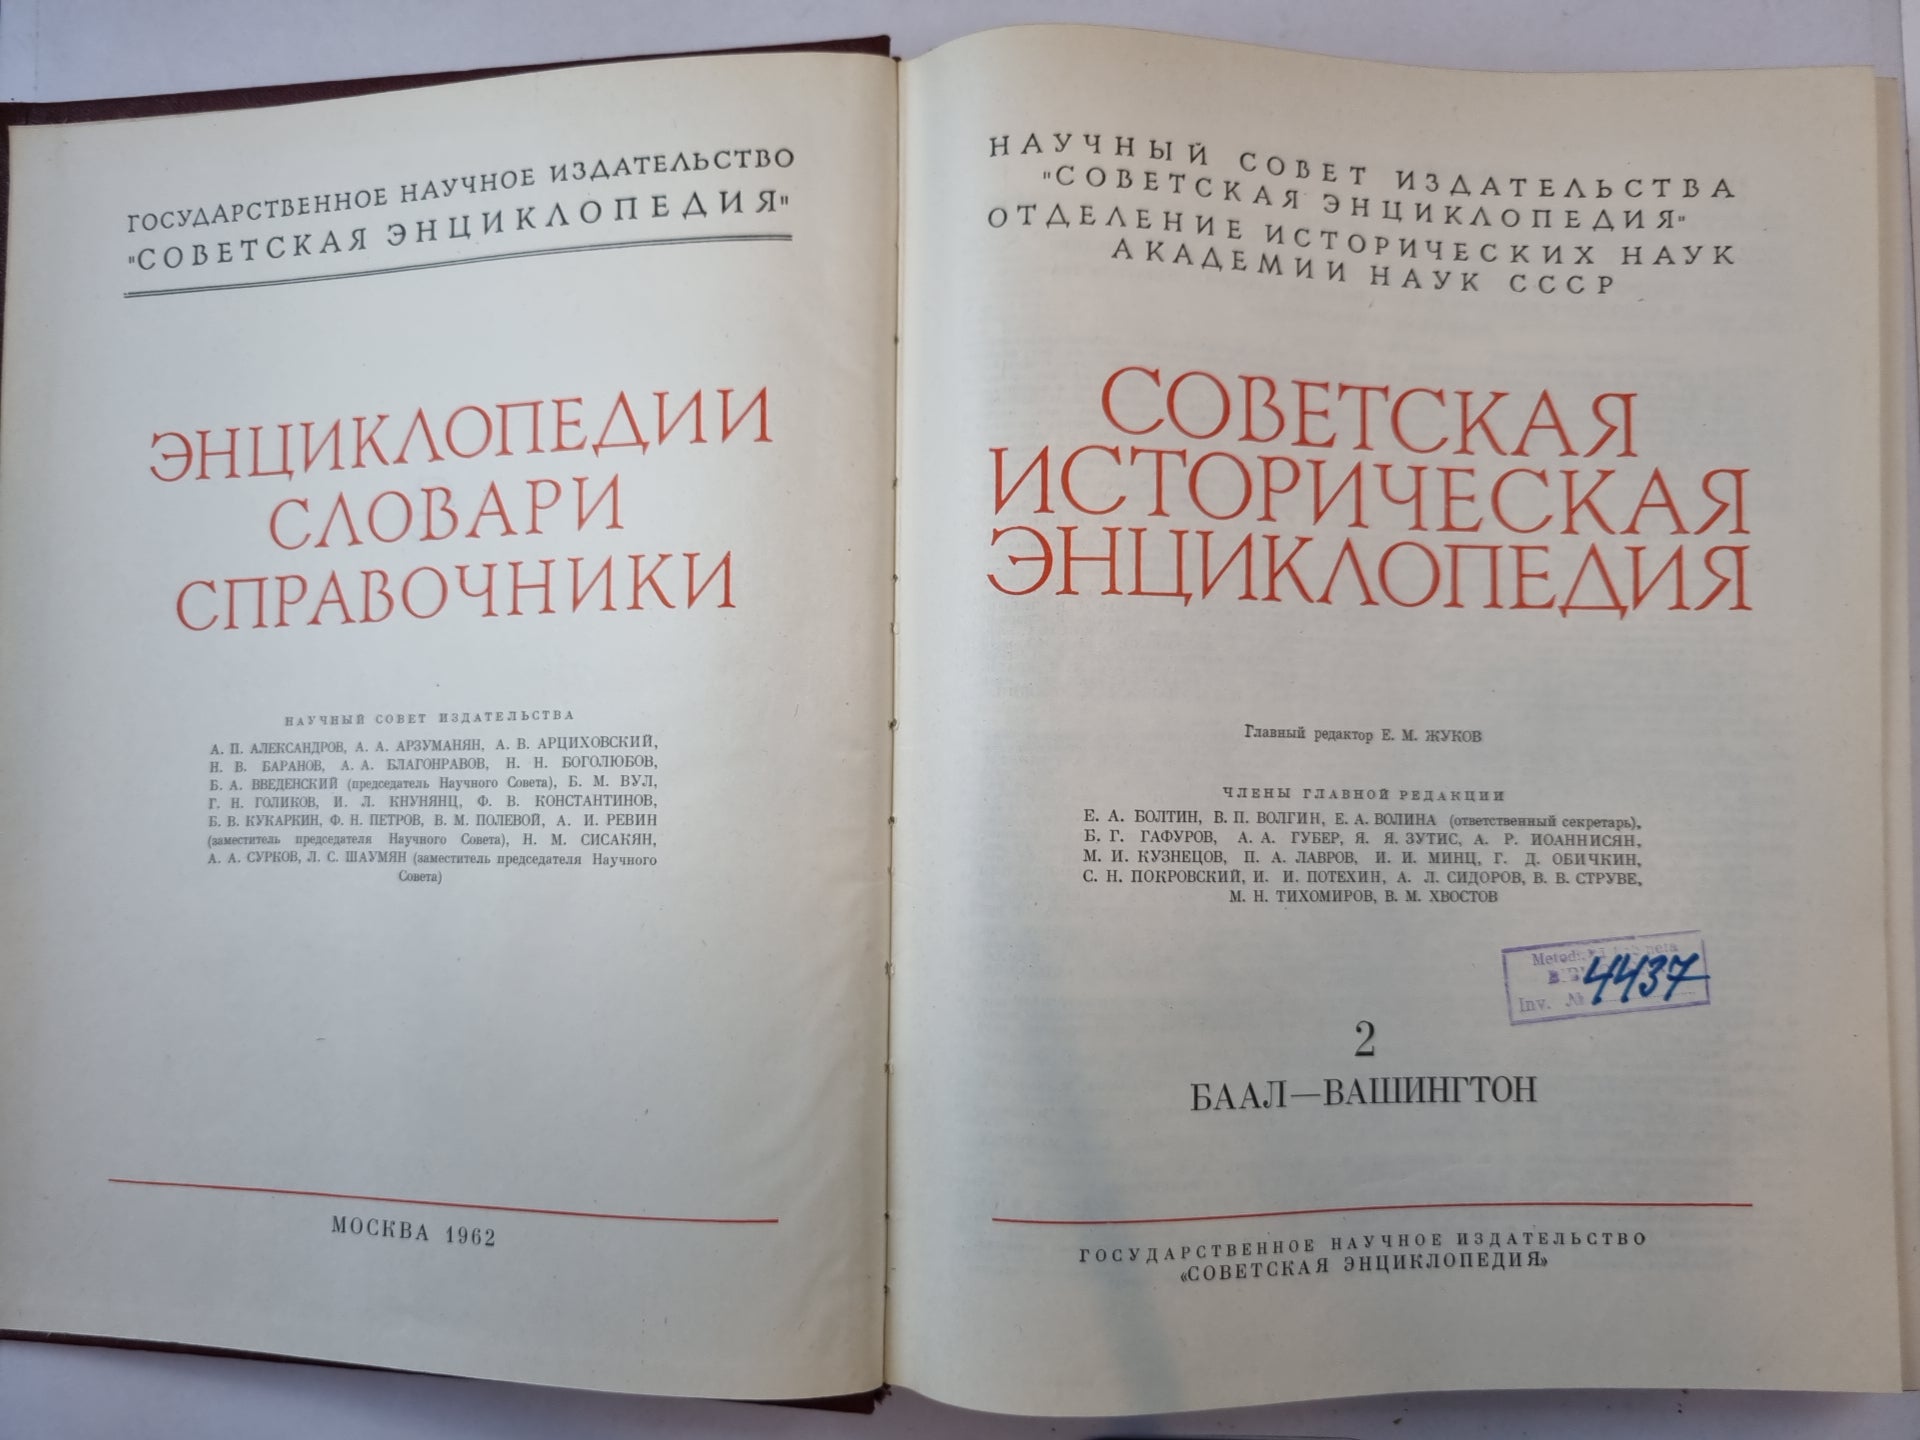 ГОСУДАРСТВЕННОЕ НАУЧНОЕ ИЗДАТЕЛЬСТВО
"СОВЕТСКАЯ ЭНЦИКЛОПЕДИЯ"
ЭНЦИКЛОПЕДИИ
СЛОВАРИ
СПРАВОЧНИКИ
НАУЧНЫЙ СОВЕТ ИЗДАТЕЛЬСТВА
А. П. АЛЕКСАНДРОВ, А. А. АРЗУМАНЯН, А. В. АРЦИХОВСКИЙ,
Н. В. БАРАНОВ, А. А. БЛАГОНРАВОВ, Н. Н. БОГОЛЮБОВ,
Б. А. ВВЕДЕНСКИЙ (председатель Научного Совета), Б. М. ВУЛ,
Г. Н. ГОЛИКОВ, И. Л. КНУНЯНЦ, Ф. В. КОНСТАНТИНОВ,
Б. В. КУКАРКИН, Ф. Н. ПЕТРОВ, В. М. ПОЛЕВОЙ, А. И. РЕВИН
(заместитель председателя Научного Совета), Н. М. СИСАКЯН,
А. А. СУРКОВ, Л. С. ШАУМЯН (заместитель председателя Научного
Совета)
МОСКВА 1962
НАУЧНЫЙ СОВЕТ ИЗДАТЕЛЬСТВА
"СОВЕТСКАЯ ЭНЦИКЛОПЕДИЯ"
ОТДЕЛЕНИЕ ИСТОРИЧЕСКИХ НАУК
АКАДЕМИИ НАУК СССР
СОВЕТСКАЯ
ИСТОРИЧЕСКАЯ
ЭНЦИКЛОПЕДИЯ
Главный редактор Е. М. ЖУКОВ
ЧЛЕНЫ ГЛАВНОЙ РЕДАКЦИИ
Е. А. БОЛТИН, В. П. ВОЛГИН, Е. А. ВОЛИНА (ответственный секретарь),
Б. Г. ГАФУРОВ, А. А. ГУБЕР, Я. Я. ЗУТИС, А. Р. ИОАННИСЯН,
М. И. КУЗНЕЦОВ, П. А. ЛАВРОВ, И. И. МИНЦ, Г. Д. ОБИЧКИН,
С. Н. ПОКРОВСКИЙ, И. И. ПОТЕХИН, А. Л. СИДОРОВ, В. В. СТРУВЕ,
М. Н. ТИХОМИРОВ, В. М. ХВОСТОВ
Inv. № 4437
2
БААЛ—ВАШИНГТОН
ГОСУДАРСТВЕННОЕ НАУЧНОЕ ИЗДАТЕЛЬСТВО
«СОВЕТСКАЯ ЭНЦИКЛОПЕДИЯ»